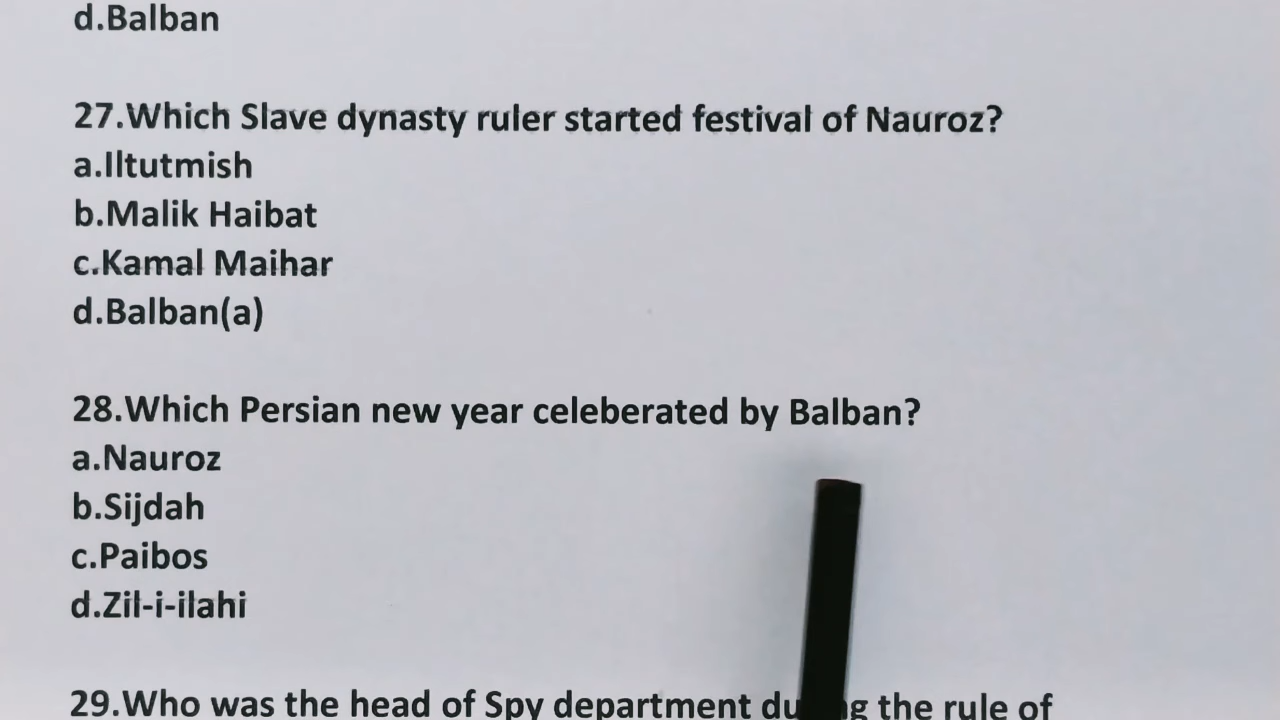 d.Balban
27.Which Slave dynasty ruler started festival of Nauroz?
a.Iltutmish
b.Malik Haibat
c.Kamal Maihar
d.Balban(a)
28.Which Persian new year celeberated by Balban?
a.Nauroz
b.Sijdah
c.Paibos
d.Zil-i-ilahi
29.Who was the head of Spy department the rule of